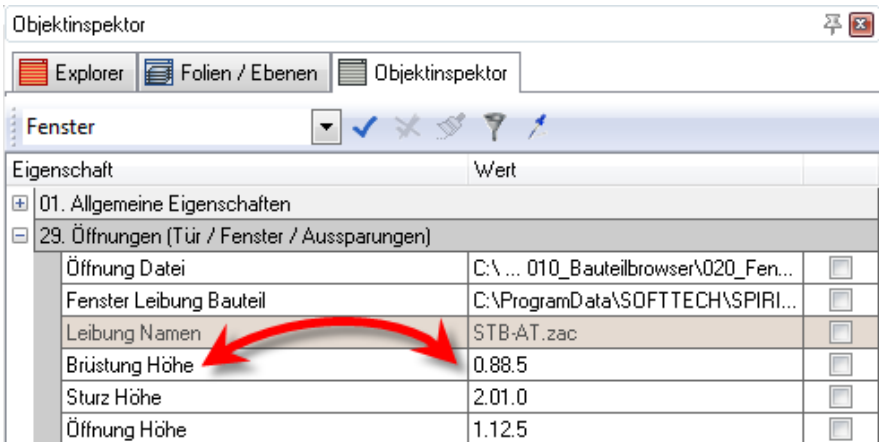 Objektinspektor
Explorer Folien / Ebenen Objektinspektor
Fenster
Eigenschaft Wert
01. Allgemeine Eigenschaften
29. Öffnungen (Tür / Fenster / Aussparungen)
Öffnung Datei C:\ ... 010_Bauteilbrowser\020_Fen...
Fenster Leibung Bauteil C:\ProgramData\SOFTTECH\SPIRI...
Leibung Namen STB-AT.zac
Brüstung Höhe 0.88.5
Sturz Höhe 2.01.0
Öffnung Höhe 1.12.5